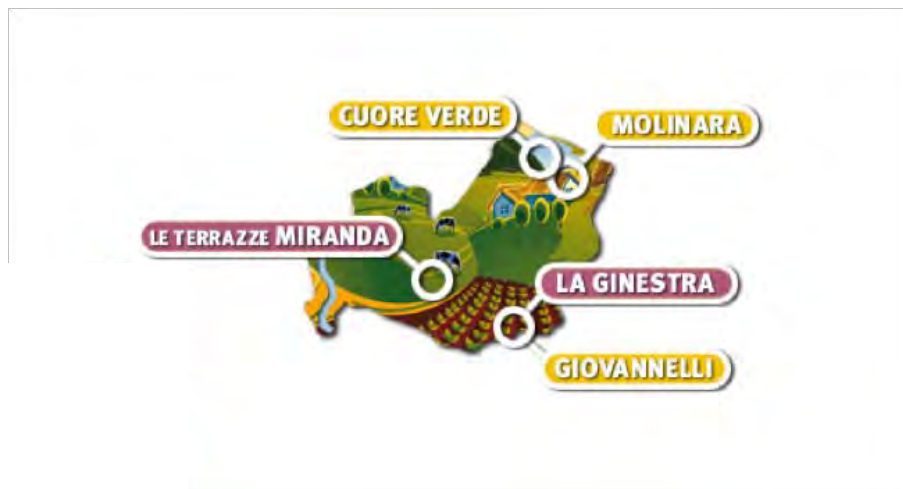 CUORE VERDE
MOLINARA
LE TERRAZZE MIRANDA
LA GINESTRA
GIOVANNELLI